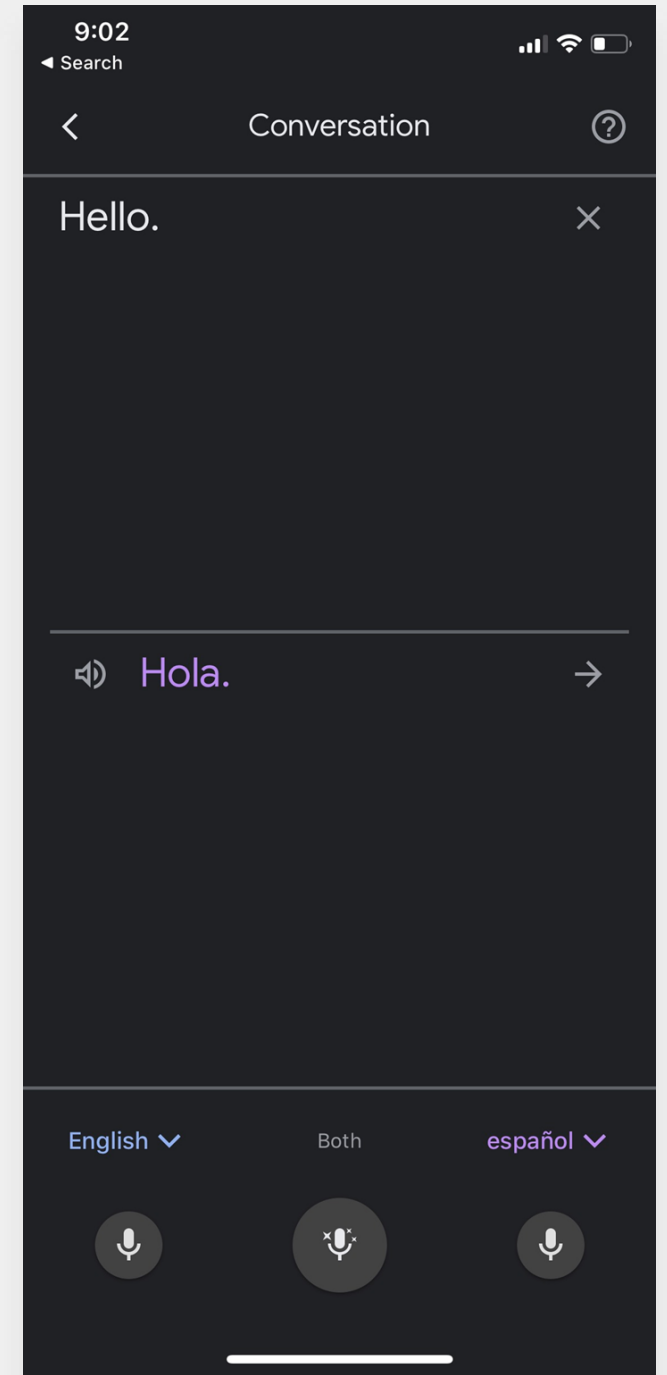 9:02
Search
Conversation
Hello.
Hola.
English Both español